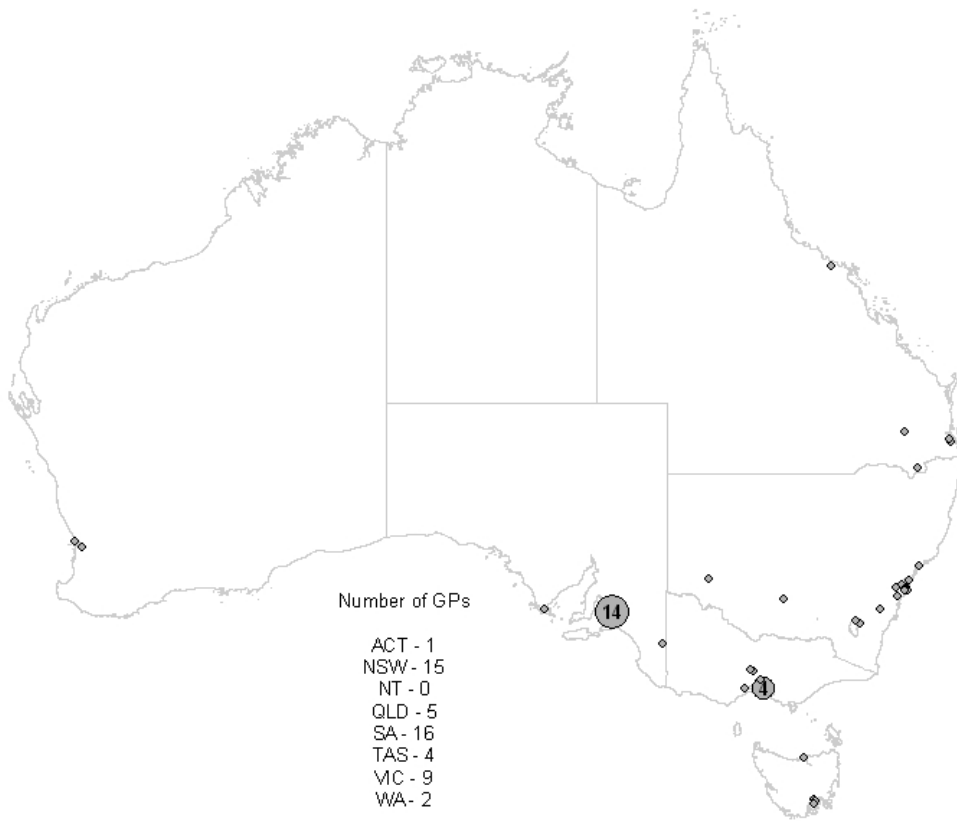 14
Number of GPs
ACT - 1
NSW - 15
NT - 0
4
QLD - 5
SA - 16
TAS - 4
VIC - 9
WA - 2